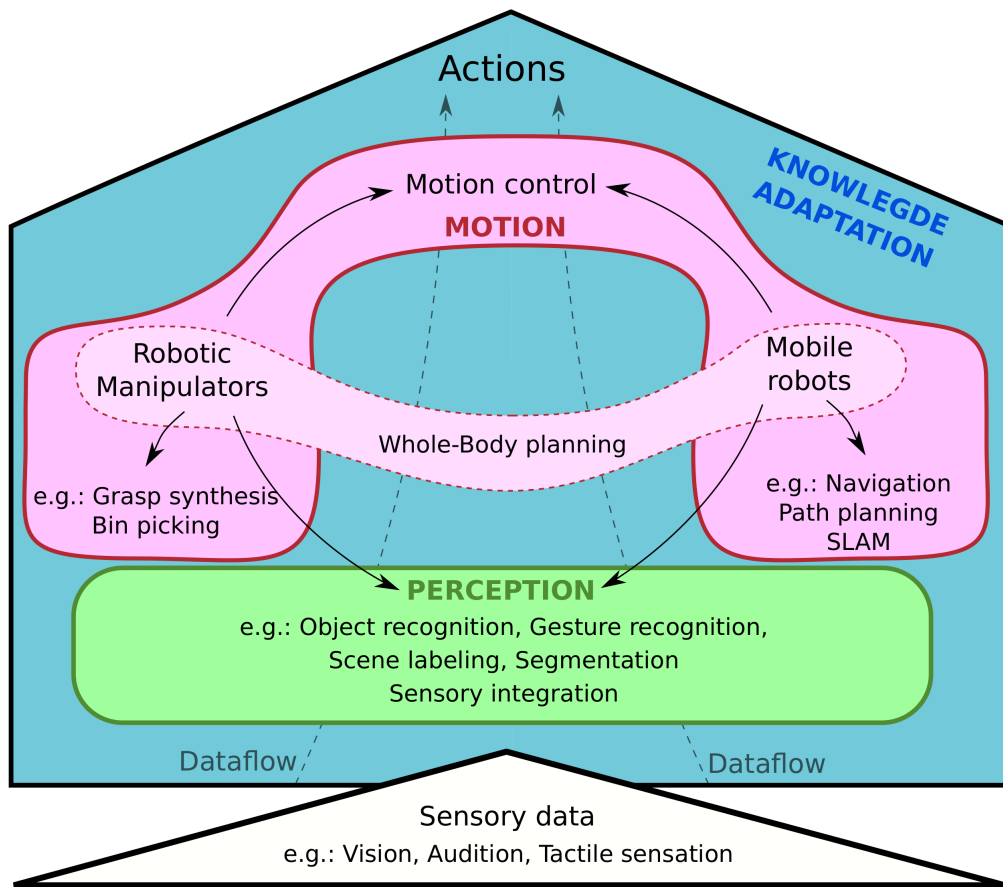 Actions
KNOWLEGDE
ADAPTATION
Motion control
MOTION
Robotic
Manipulators
Mobile
robots
Whole-Body planning
e.g.: Grasp synthesis
Bin picking
e.g.: Navigation
Path planning
SLAM
PERCEPTION
e.g.: Object recognition, Gesture recognition,
Scene labeling, Segmentation
Sensory integration
Dataflow
Dataflow
Sensory data
e.g.: Vision, Audition, Tactile sensation